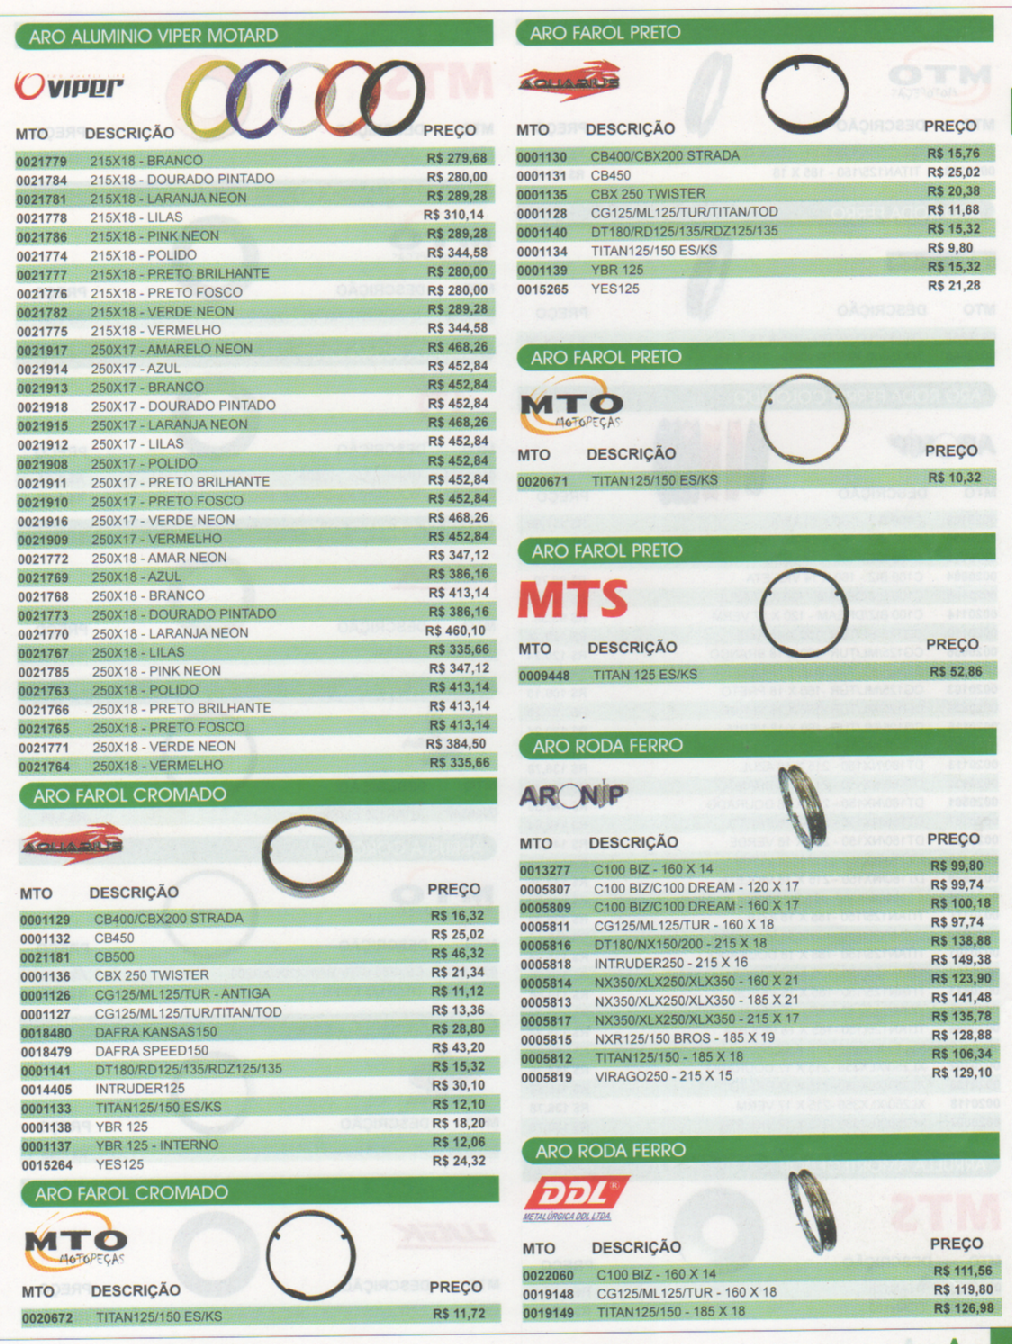 ARO ALUMINIO VIPER MOTARD
VIPER
MTO DESCRIÇÃO PREÇO
0021779 215X18 - BRANCO R$ 279,68
0021784 215X18 - DOURADO PINTADO R$ 280,00
0021781 215X18 - LARANJA NEON R$ 289,28
0021778 215X18 - LILAS R$ 310,14
0021786 215X18 - PINK NEON R$ 289,28
0021774 215X18 - POLIDO R$ 344,58
0021777 215X18 - PRETO BRILHANTE R$ 280,00
0021776 215X18 - PRETO FOSCO R$ 280,00
0021782 215X18 - VERDE NEON R$ 289,28
0021775 215X18 - VERMELHO R$ 344,58
0021917 250X17 - AMARELO NEON R$ 468,26
0021914 250X17 - AZUL R$ 452,84
0021913 250X17 - BRANCO R$ 452,84
0021918 250X17 - DOURADO PINTADO R$ 452,84
0021915 250X17 - LARANJA NEON R$ 468,26
0021912 250X17 - LILAS R$ 452,84
0021908 250X17 - POLIDO R$ 452,84
0021911 250X17 - PRETO BRILHANTE R$ 452,84
0021910 250X17 - PRETO FOSCO R$ 452,84
0021916 250X17 - VERDE NEON R$ 468,26
0021909 250X17 - VERMELHO R$ 452,84
0021772 250X18 - AMAR NEON R$ 347,12
0021769 250X18 - AZUL R$ 386,16
0021768 250X18 - BRANCO R$ 413,14
0021773 250X18 - DOURADO PINTADO R$ 386,16
0021770 250X18 - LARANJA NEON R$ 460,10
0021767 250X18 - LILAS R$ 335,66
0021785 250X18 - PINK NEON R$ 347,12
0021763 250X18 - POLIDO R$ 413,14
0021766 250X18 - PRETO BRILHANTE R$ 413,14
0021765 250X18 - PRETO FOSCO R$ 413,14
0021771 250X18 - VERDE NEON R$ 384,50
0021764 250X18 - VERMELHO R$ 335,66
ARO FAROL CROMADO
AQUARIUS
MTO DESCRIÇÃO PREÇO
0001129 CB400/CBX200 STRADA R$ 16,32
0001132 CB450 R$ 25,02
0021181 CB500 R$ 46,32
0001136 CBX 250 TWISTER R$ 21,34
0001126 CG125/ML125/TUR - ANTIGA R$ 11,12
0001127 CG125/ML125/TUR/TITAN/TOD R$ 13,36
0018480 DAFRA KANSAS150 R$ 28,80
0018479 DAFRA SPEED150 R$ 43,20
0001141 DT180/RD125/135/RDZ125/135 R$ 15,32
0014405 INTRUDER125 R$ 30,10
0001133 TITAN125/150 ES/KS R$ 12,10
0001138 YBR 125 R$ 18,20
0001137 YBR 125 - INTERNO R$ 12,06
0015264 YES125 R$ 24,32
ARO FAROL CROMADO
MTO
MOTOPEÇAS
MTO DESCRIÇÃO PREÇO
0020672 TITAN125/150 ES/KS R$ 11,72
ARO FAROL PRETO
AQUARIUS
MTO DESCRIÇÃO PREÇO
0001130 CB400/CBX200 STRADA R$ 15,76
0001131 CB450 R$ 25,02
0001135 CBX 250 TWISTER R$ 20,38
0001128 CG125/ML125/TUR/TITAN/TOD R$ 11,68
0001140 DT180/RD125/135/RDZ125/135 R$ 15,32
0001134 TITAN125/150 ES/KS R$ 9,80
0001139 YBR 125 R$ 15,32
0015265 YES125 R$ 21,28
ARO FAROL PRETO
MTO
MOTOPEÇAS
MTO DESCRIÇÃO PREÇO
0020671 TITAN125/150 ES/KS R$ 10,32
ARO FAROL PRETO
MTS
MTO DESCRIÇÃO PREÇO
0009448 TITAN 125 ES/KS R$ 52,86
ARO RODA FERRO
ARONIP
MTO DESCRIÇÃO PREÇO
0013277 C100 BIZ - 160 X 14 R$ 99,80
0005807 C100 BIZ/C100 DREAM - 120 X 17 R$ 99,74
0005809 C100 BIZ/C100 DREAM - 160 X 17 R$ 100,18
0005811 CG125/ML125/TUR - 160 X 18 R$ 97,74
0005816 DT180/NX150/200 - 215 X 18 R$ 138,88
0005818 INTRUDER250 - 215 X 16 R$ 149,38
0005814 NX350/XLX250/XLX350 - 160 X 21 R$ 123,90
0005813 NX350/XLX250/XLX350 - 185 X 21 R$ 141,48
0005817 NX350/XLX250/XLX350 - 215 X 17 R$ 135,78
0005815 NXR125/150 BROS - 185 X 19 R$ 128,88
0005812 TITAN125/150 - 185 X 18 R$ 106,34
0005819 VIRAGO250 - 215 X 15 R$ 129,10
ARO RODA FERRO
DDL®
METALÚRGICA DDL LTDA.
MTO DESCRIÇÃO PREÇO
0022060 C100 BIZ - 160 X 14 R$ 111,56
0019148 CG125/ML125/TUR - 160 X 18 R$ 119,80
0019149 TITAN125/150 - 185 X 18 R$ 126,98